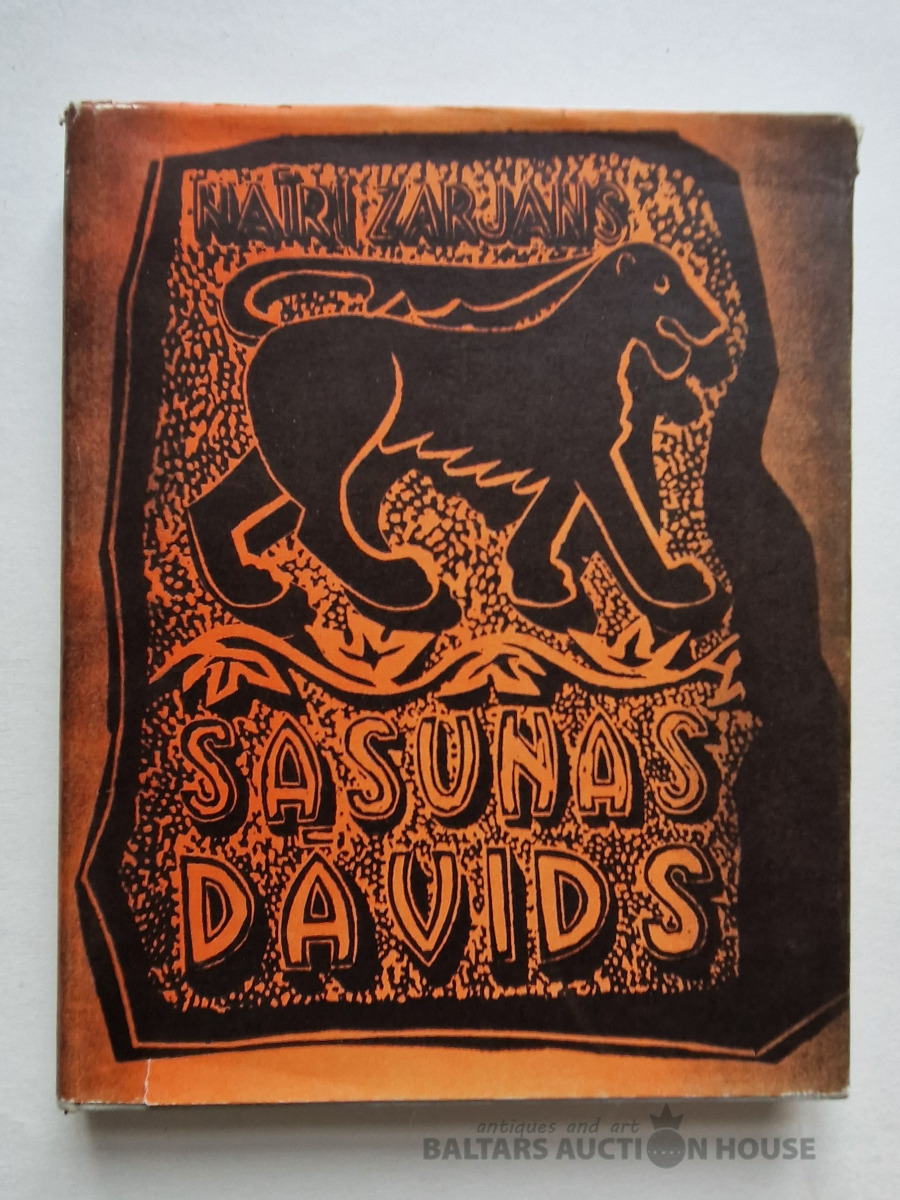 NAIRI ZARJANS
SASUNAS
DĀVIDS
antiques and art
BALTARS AUCTION HOUSE